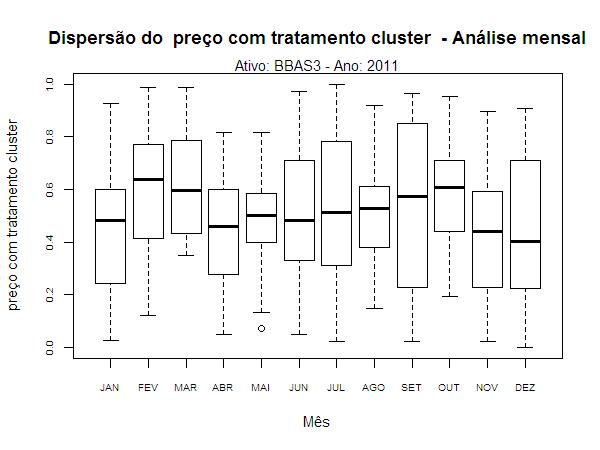 Dispersão do  preço com tratamento cluster  - Análise mensal
Ativo: BBAS3 - Ano: 2011
preço com tratamento cluster
1.0
0.8
0.6
0.4
0.2
0.0
JAN FEV MAR ABR MAI JUN JUL AGO SET OUT NOV DEZ
Mês